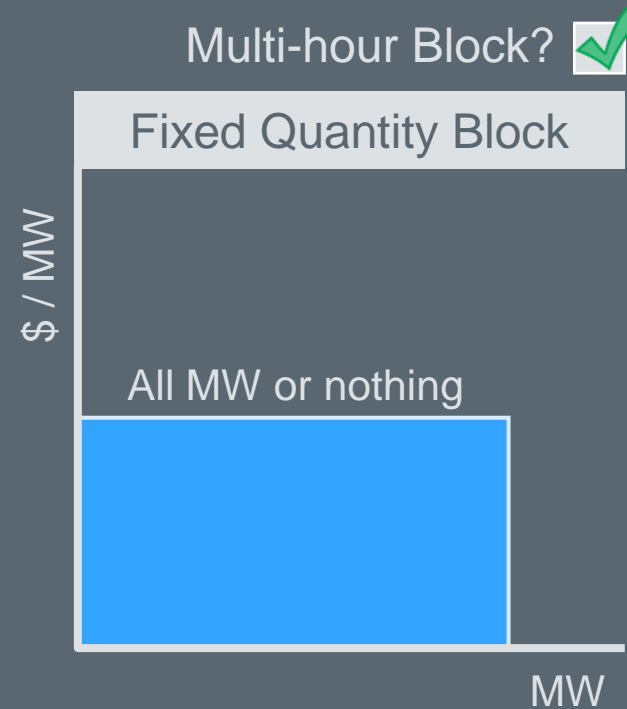 Multi-hour Block?
Fixed Quantity Block
$ / MW
All MW or nothing
MW